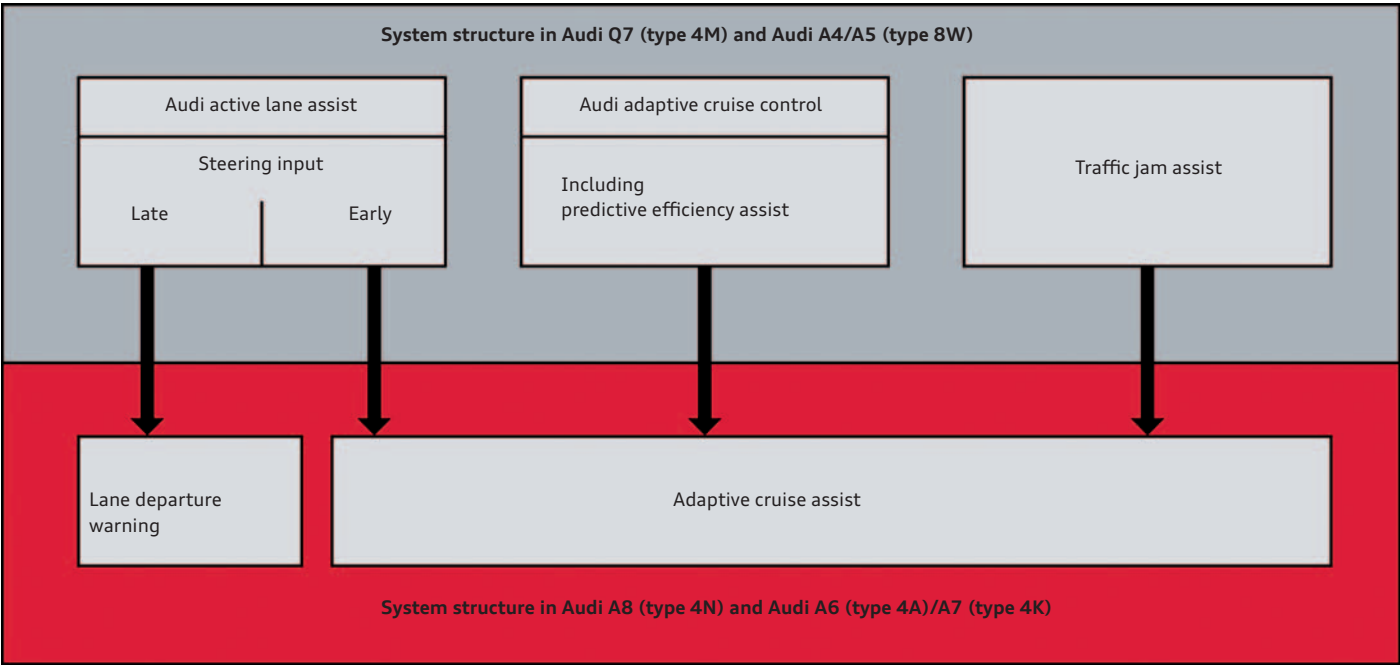 System structure in Audi Q7 (type 4M) and Audi A4/A5 (type 8W)
Audi active lane assist
Steering input
Late
Early
Audi adaptive cruise control
Including
predictive efficiency assist
Traffic jam assist
Lane departure
warning
Adaptive cruise assist
System structure in Audi A8 (type 4N) and Audi A6 (type 4A)/A7 (type 4K)